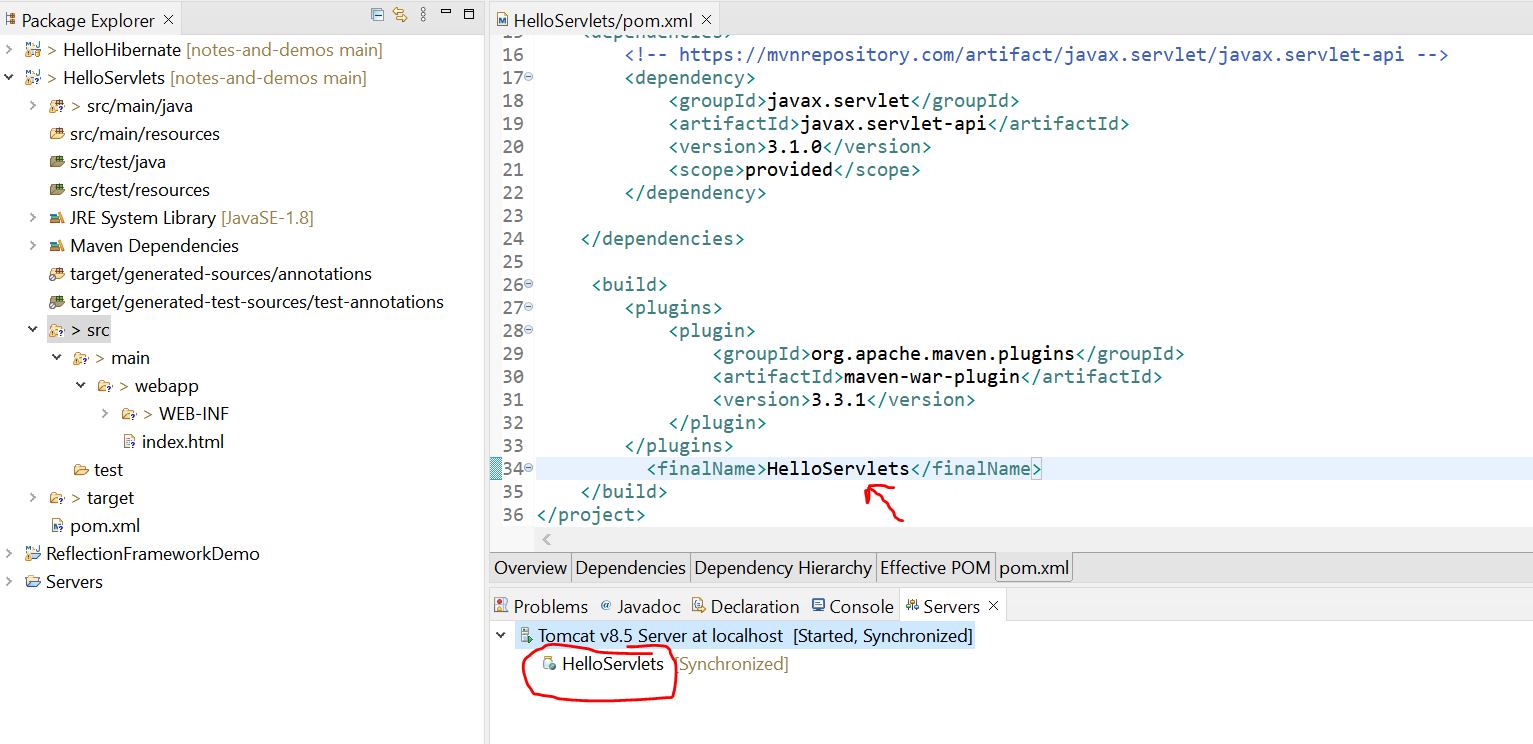 Package Explorer
> HelloHibernate [notes-and-demos main]
> HelloServlets [notes-and-demos main]
> src/main/java
src/main/resources
src/test/java
src/test/resources
JRE System Library [JavaSE-1.8]
Maven Dependencies
target/generated-sources/annotations
target/generated-test-sources/test-annotations
> src
> main
> webapp
> WEB-INF
index.html
test
> target
pom.xml
ReflectionFrameworkDemo
Servers
HelloServlets/pom.xml
15 <dependencies>
16 <!-- https://mvnrepository.com/artifact/javax.servlet/javax.servlet-api -->
17 <dependency>
18 <groupId>javax.servlet</groupId>
19 <artifactId>javax.servlet-api</artifactId>
20 <version>3.1.0</version>
21 <scope>provided</scope>
22 </dependency>
23
24 </dependencies>
25
26 <build>
27 <plugins>
28 <plugin>
29 <groupId>org.apache.maven.plugins</groupId>
30 <artifactId>maven-war-plugin</artifactId>
31 <version>3.3.1</version>
32 </plugin>
33 </plugins>
34 <finalName>HelloServlets</finalName>
35 </build>
36 </project>
Overview Dependencies Dependency Hierarchy Effective POM pom.xml
Problems @ Javadoc Declaration Console Servers
Tomcat v8.5 Server at localhost [Started, Synchronized]
HelloServlets [Synchronized]